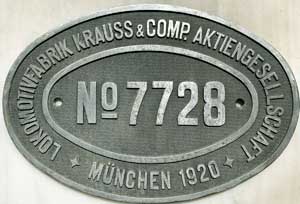 LOKOMOTIVFABRIK KRAUSS & COMP. AKTIENGESELLSCHAFT
No 7728
MÜNCHEN 1920